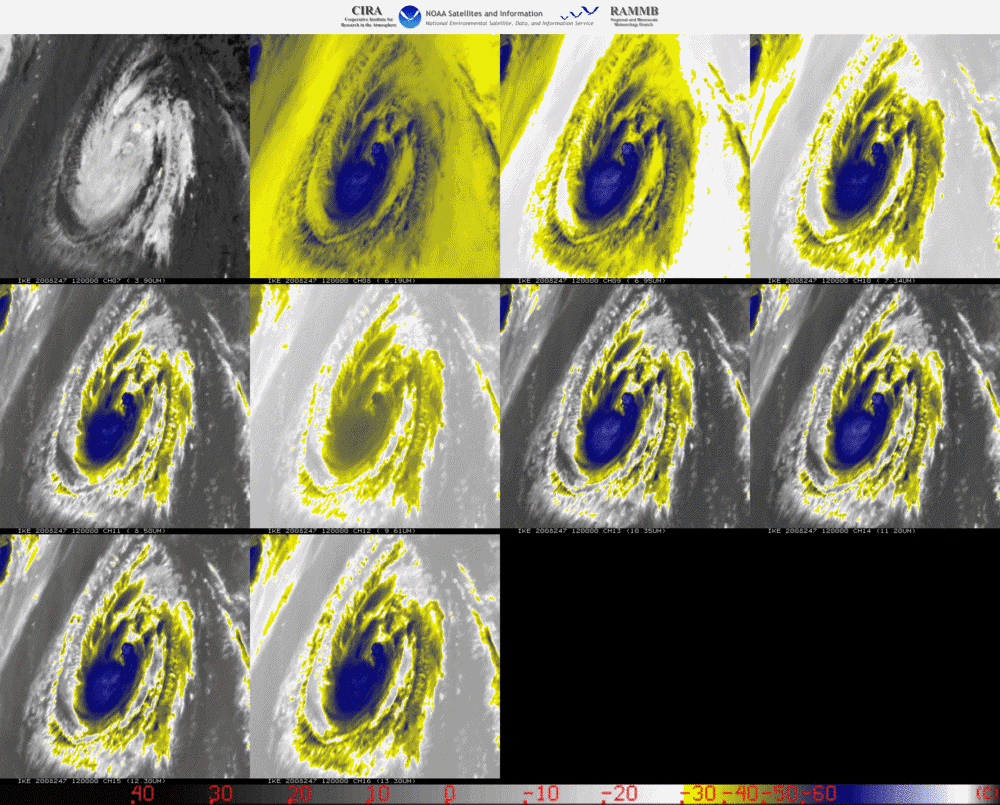 CIRA
Cooperative Institute for
Research in the Atmosphere
NOAA Satellites and Information
National Environmental Satellite, Data, and Information Service
RAMMB
Regional and Mesoscale
Meteorology Branch
IKE 2008247 120000 CH07 ( 3.90UM)
IKE 2008247 120000 CH08 ( 6.19UM)
IKE 2008247 120000 CH09 ( 6.95UM)
IKE 2008247 120000 CH10 ( 7.34UM)
IKE 2008247 120000 CH11 ( 8.50UM)
IKE 2008247 120000 CH12 ( 9.61UM)
IKE 2008247 120000 CH13 (10.35UM)
IKE 2008247 120000 CH14 (11.20UM)
IKE 2008247 120000 CH15 (12.30UM)
IKE 2008247 120000 CH16 (13.30UM)
40 30 20 10 0 -10 -20 -30 -40 -50 -60 (C)